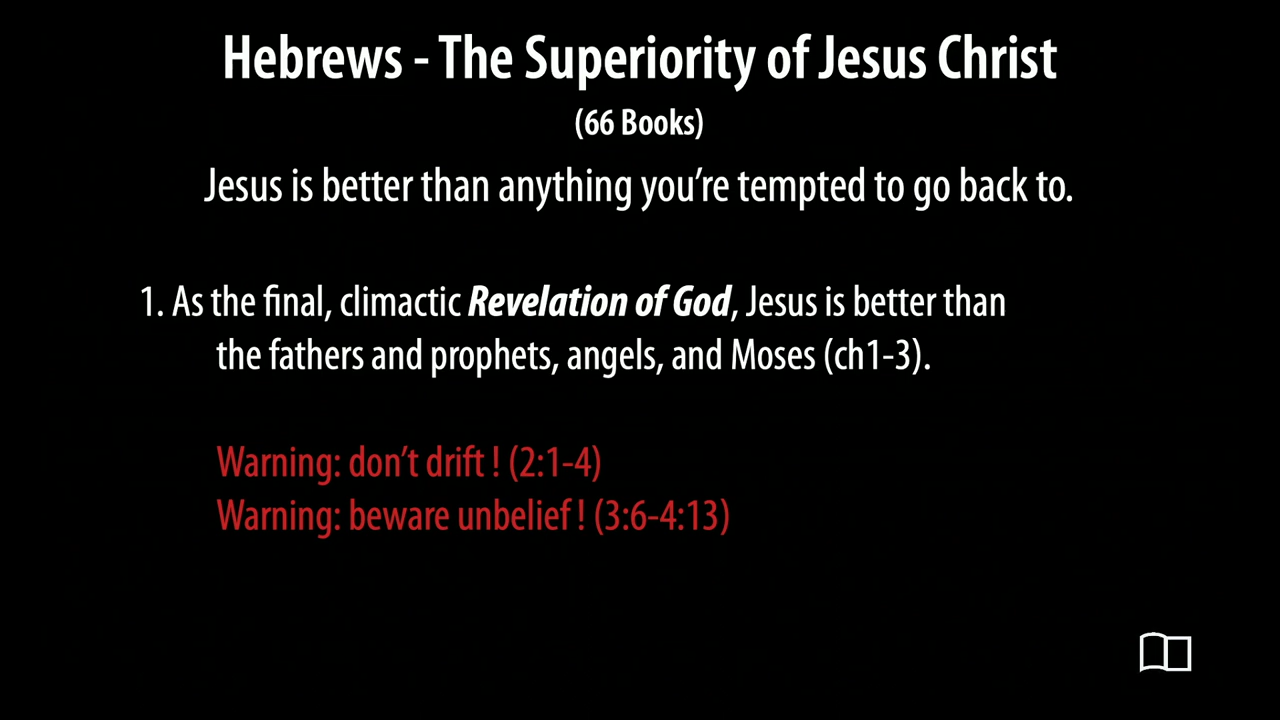 Hebrews - The Superiority of Jesus Christ
(66 Books)
Jesus is better than anything you’re tempted to go back to.
1. As the final, climactic Revelation of God, Jesus is better than
the fathers and prophets, angels, and Moses (ch1-3).
Warning: don’t drift ! (2:1-4)
Warning: beware unbelief ! (3:6-4:13)